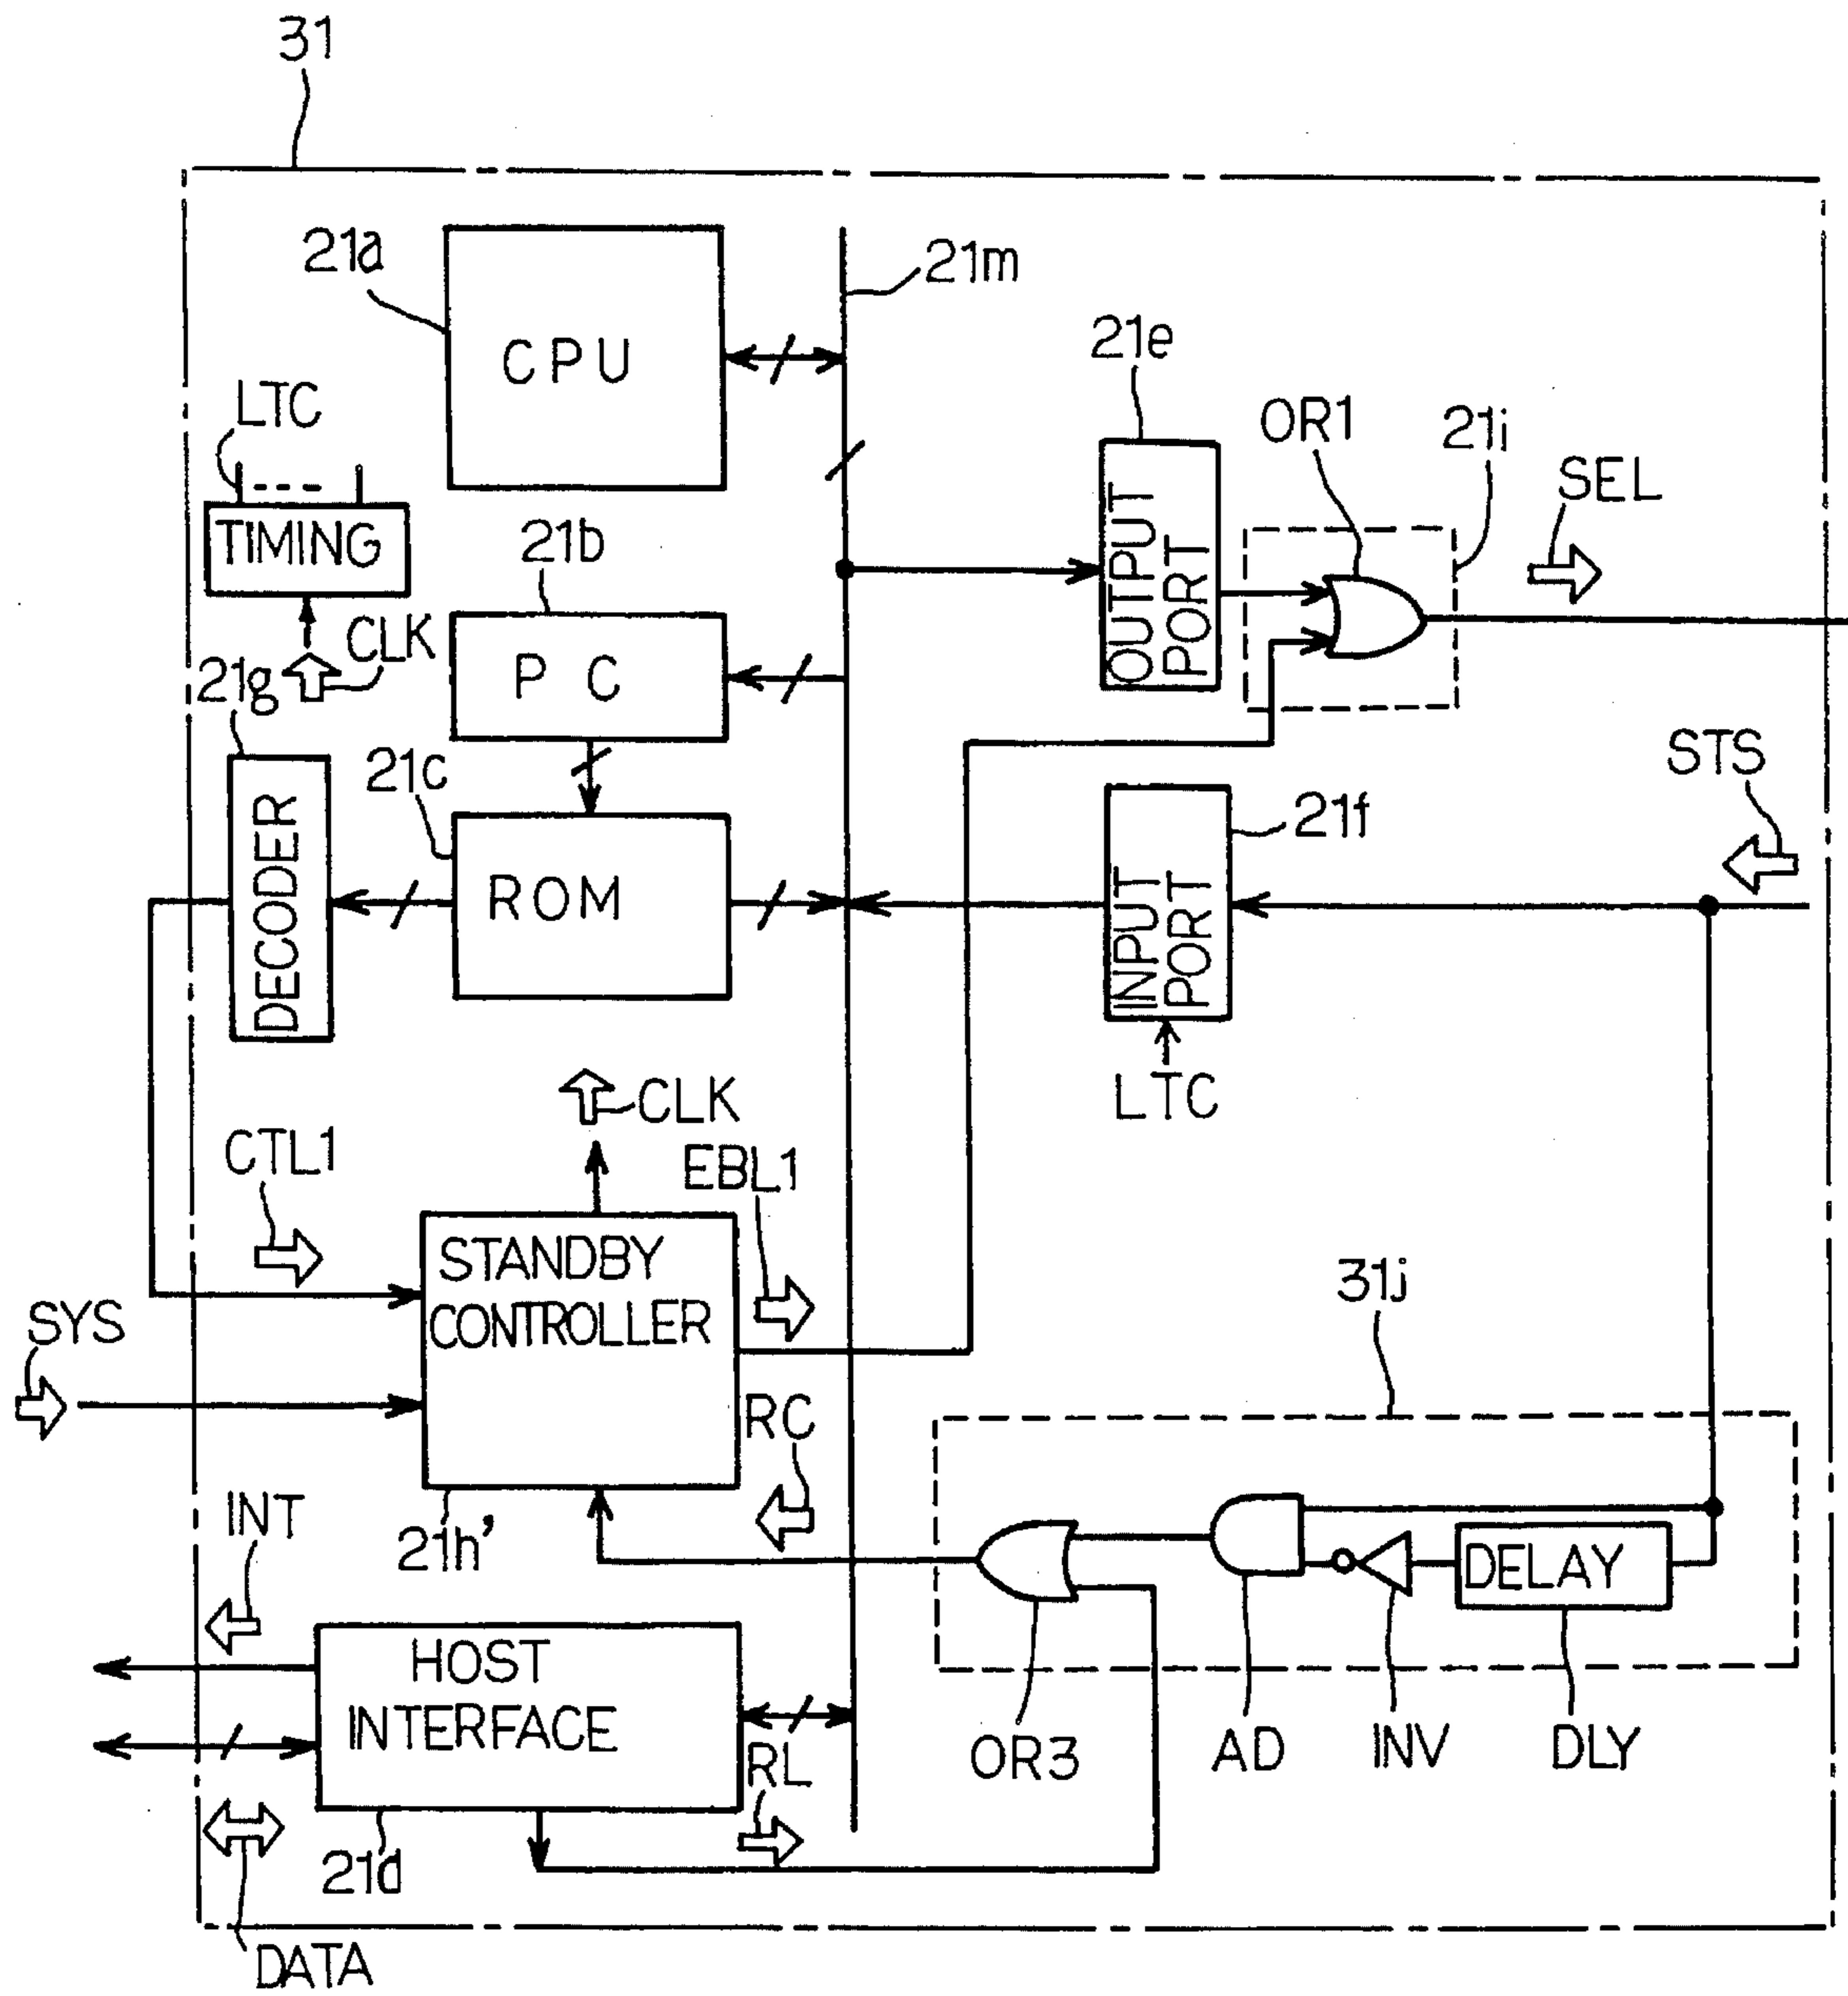 31
21a
CPU
21m
21e
LTC
OR1
21i
SEL
TIMING
21b
OUTPUT
PORT
CLK
21g
PC
STS
21c
21f
DECODER
ROM
INPUT
PORT
LTC
CLK
CTL1
EBL1
STANDBY
CONTROLLER
31j
SYS
RC
INT
21h'
DELAY
HOST
INTERFACE
RL
OR3
AD
INV
DLY
21d
DATA